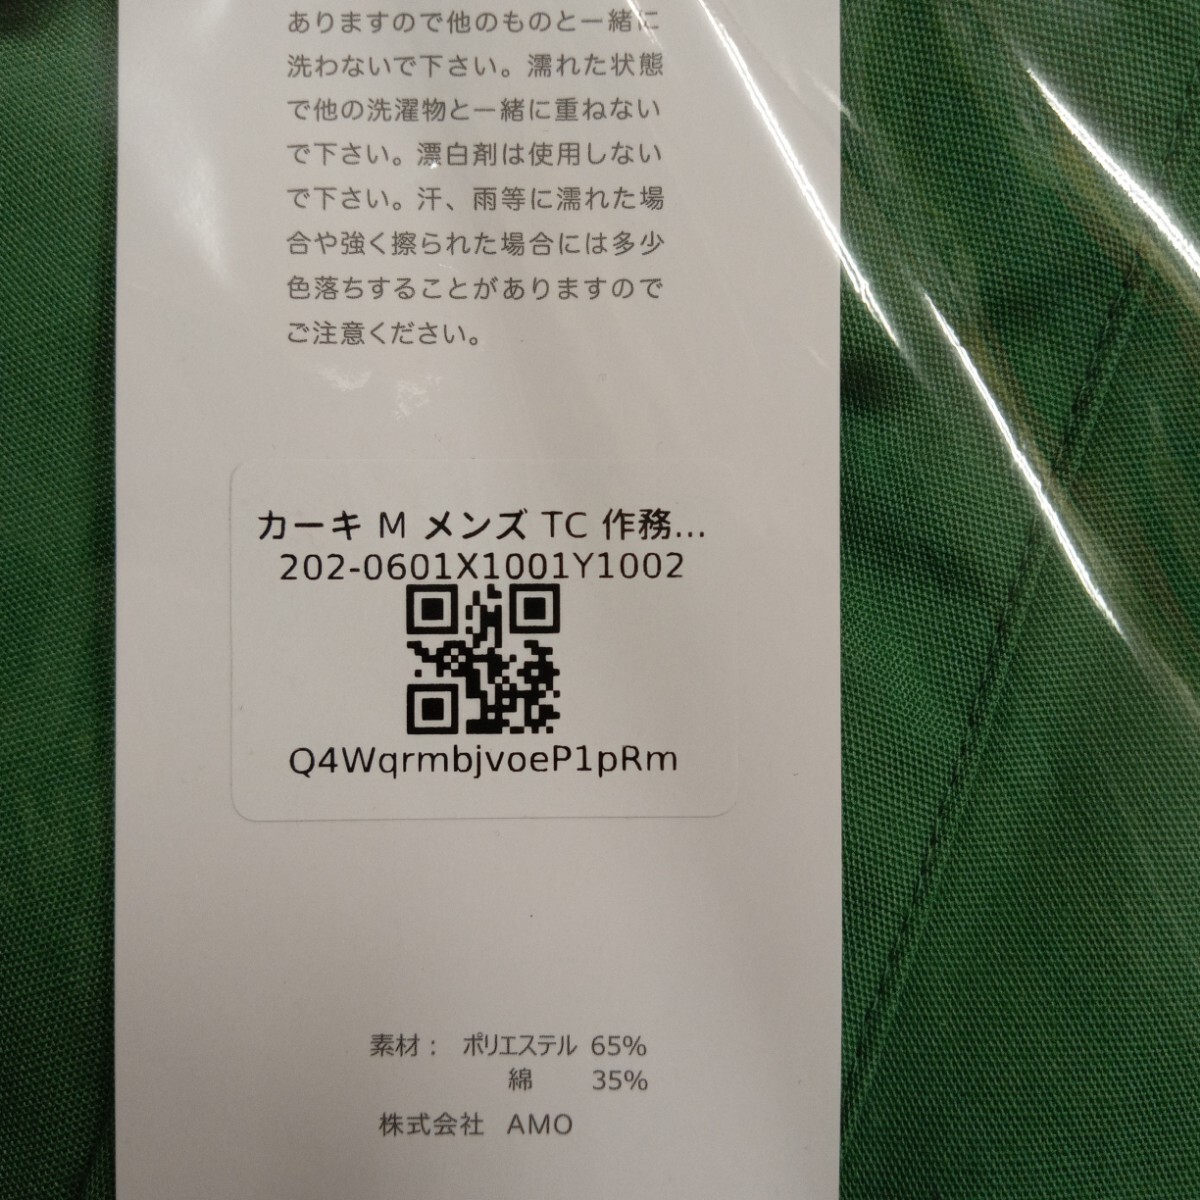 ありますので他のものと一緒に
洗わないで下さい。濡れた状態
で他の洗濯物と一緒に重ねない
で下さい。漂白剤は使用しない
で下さい。汗、雨等に濡れた場
合や強く擦られた場合には多少
色落ちすることがありますので
ご注意ください。
カーキ M メンズ TC 作務...
202-0601X1001Y1002
Q4WqrmbjvoeP1pRm
素材： ポリエステル 65%
綿 35%
株式会社 AMO